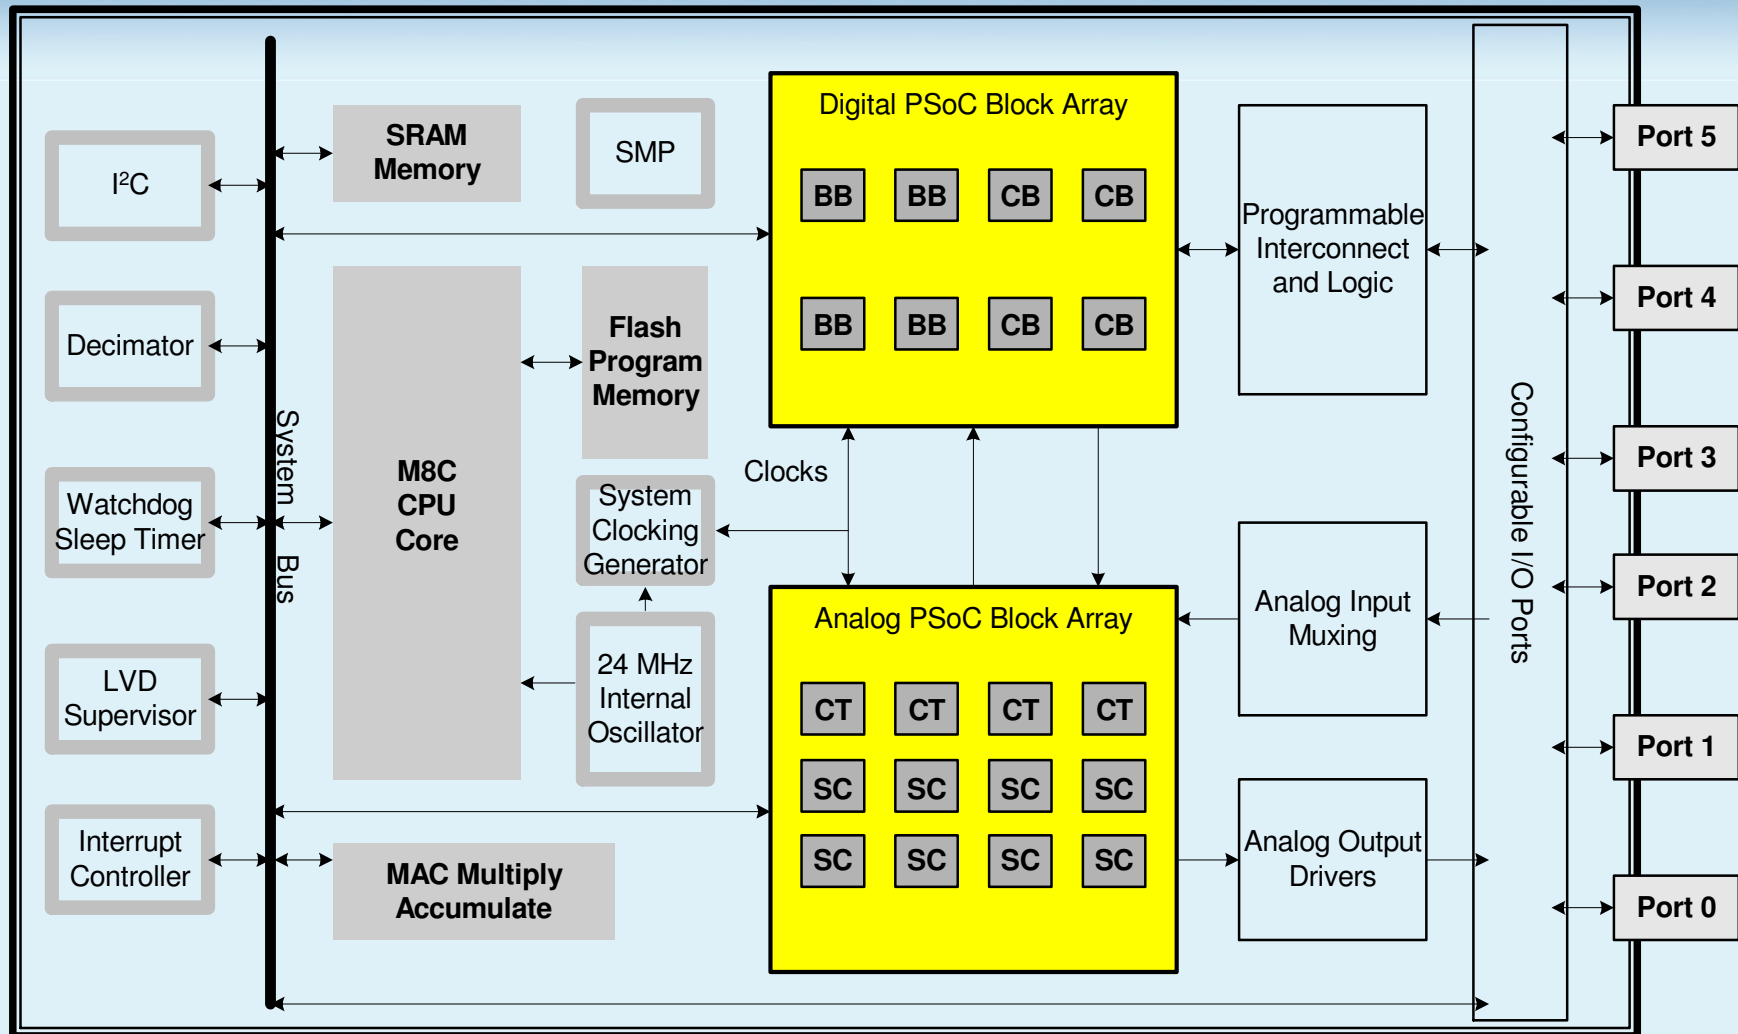 I²C
Decimator
Watchdog
Sleep Timer
LVD
Supervisor
Interrupt
Controller
System Bus
SRAM
Memory
SMP
M8C
CPU
Core
Flash
Program
Memory
System
Clocking
Generator
24 MHz
Internal
Oscillator
MAC Multiply
Accumulate
Clocks
Digital PSoC Block Array
BB BB CB CB
BB BB CB CB
Analog PSoC Block Array
CT CT CT CT
SC SC SC SC
SC SC SC SC
Programmable
Interconnect
and Logic
Analog Input
Muxing
Analog Output
Drivers
Configurable I/O Ports
Port 5
Port 4
Port 3
Port 2
Port 1
Port 0